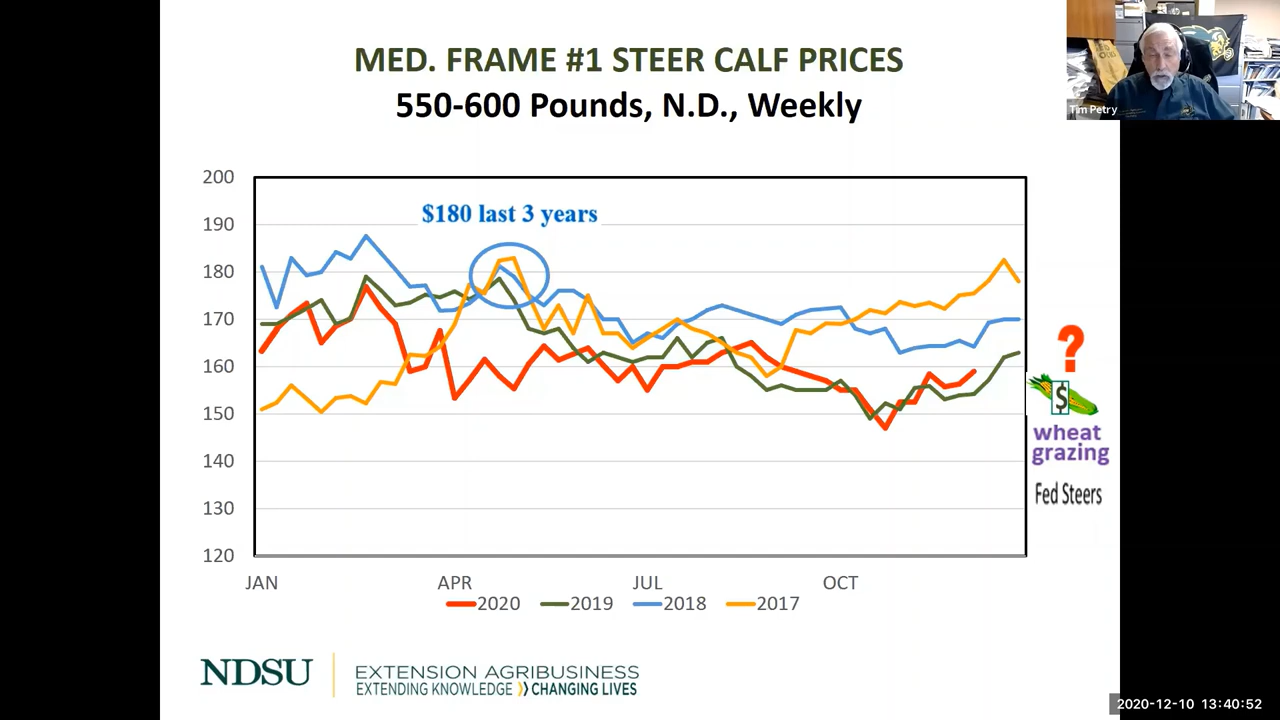 MED. FRAME #1 STEER CALF PRICES
550-600 Pounds, N.D., Weekly
Tim Petry
$180 last 3 years
200
190
180
170
160
150
140
130
120
JAN APR JUL OCT
2020 2019 2018 2017
?
$
wheat
grazing
Fed Steers
NDSU
EXTENSION AGRIBUSINESS
EXTENDING KNOWLEDGE CHANGING LIVES
2020-12-10 13:40:52